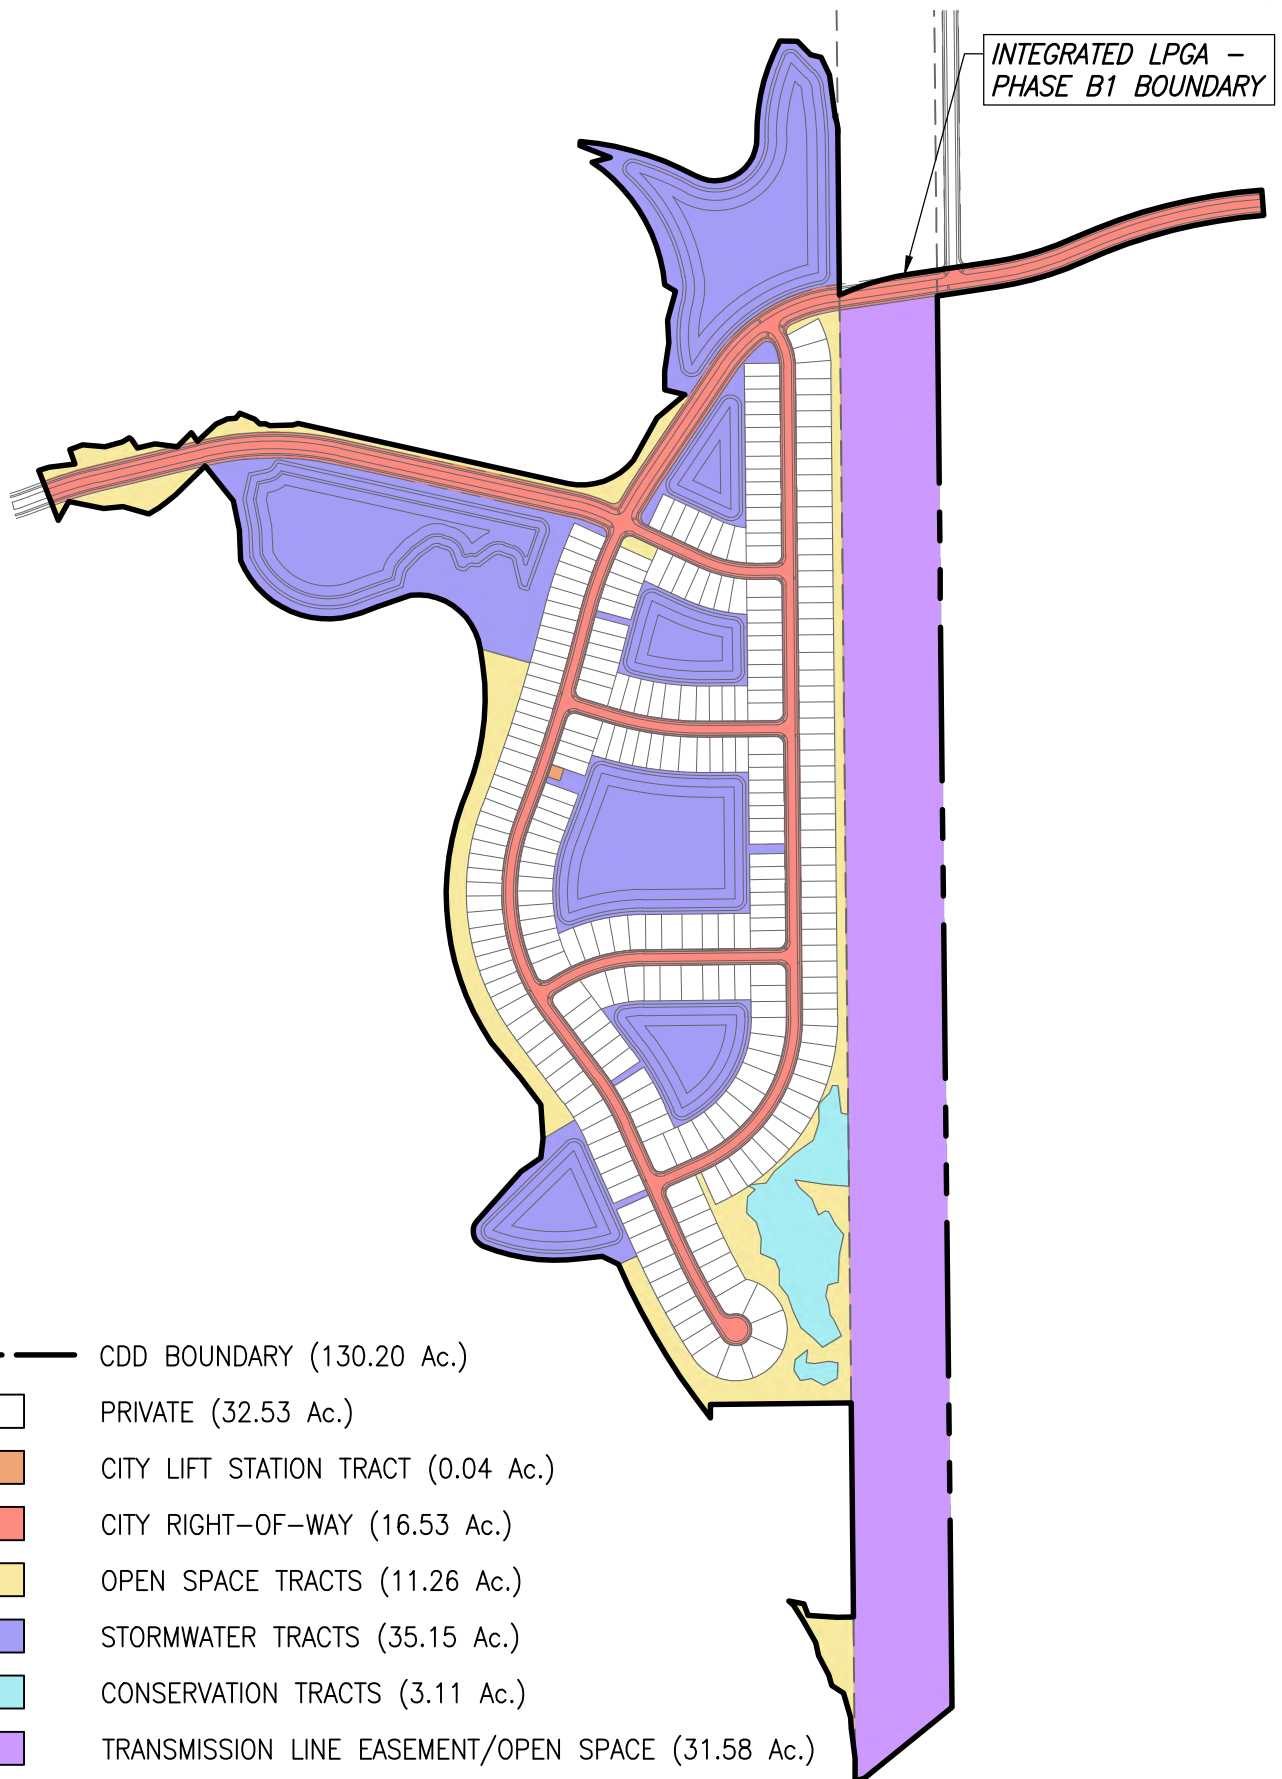 INTEGRATED LPGA –
PHASE B1 BOUNDARY
CDD BOUNDARY (130.20 Ac.)
PRIVATE (32.53 Ac.)
CITY LIFT STATION TRACT (0.04 Ac.)
CITY RIGHT–OF–WAY (16.53 Ac.)
OPEN SPACE TRACTS (11.26 Ac.)
STORMWATER TRACTS (35.15 Ac.)
CONSERVATION TRACTS (3.11 Ac.)
TRANSMISSION LINE EASEMENT/OPEN SPACE (31.58 Ac.)